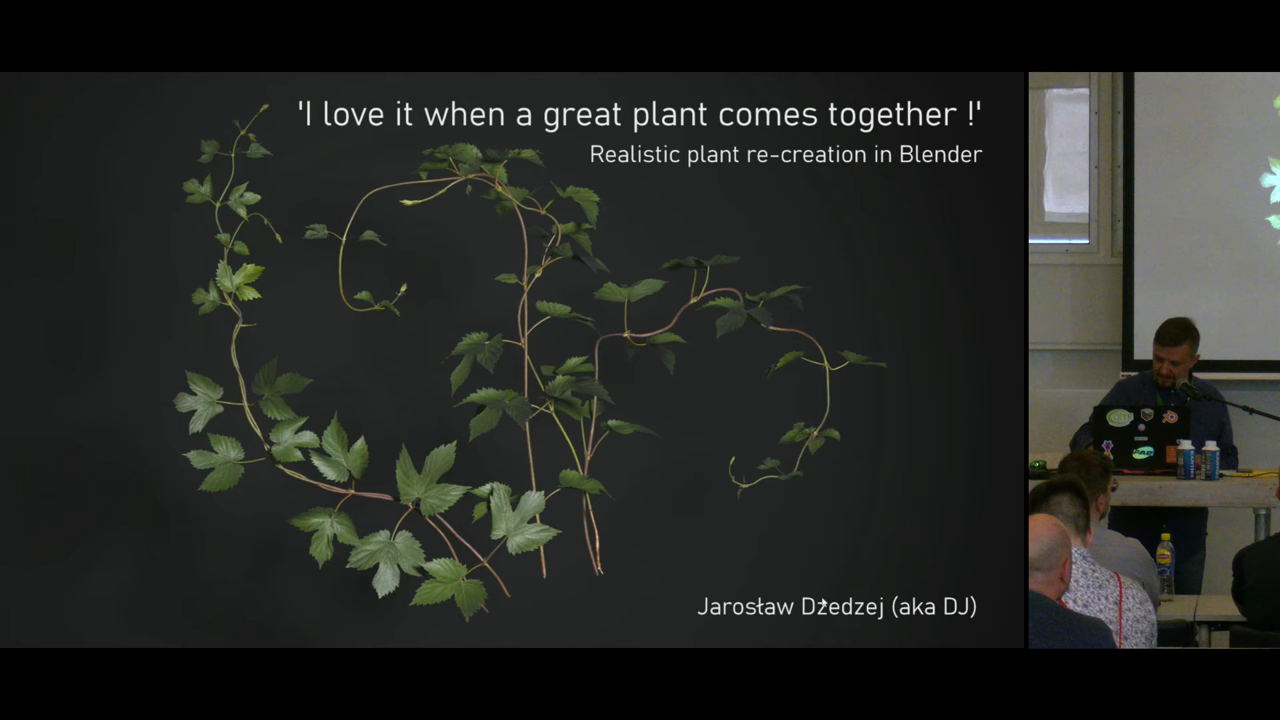 'I love it when a great plant comes together !'
Realistic plant re-creation in Blender
Jarosław Dżedzej (aka DJ)